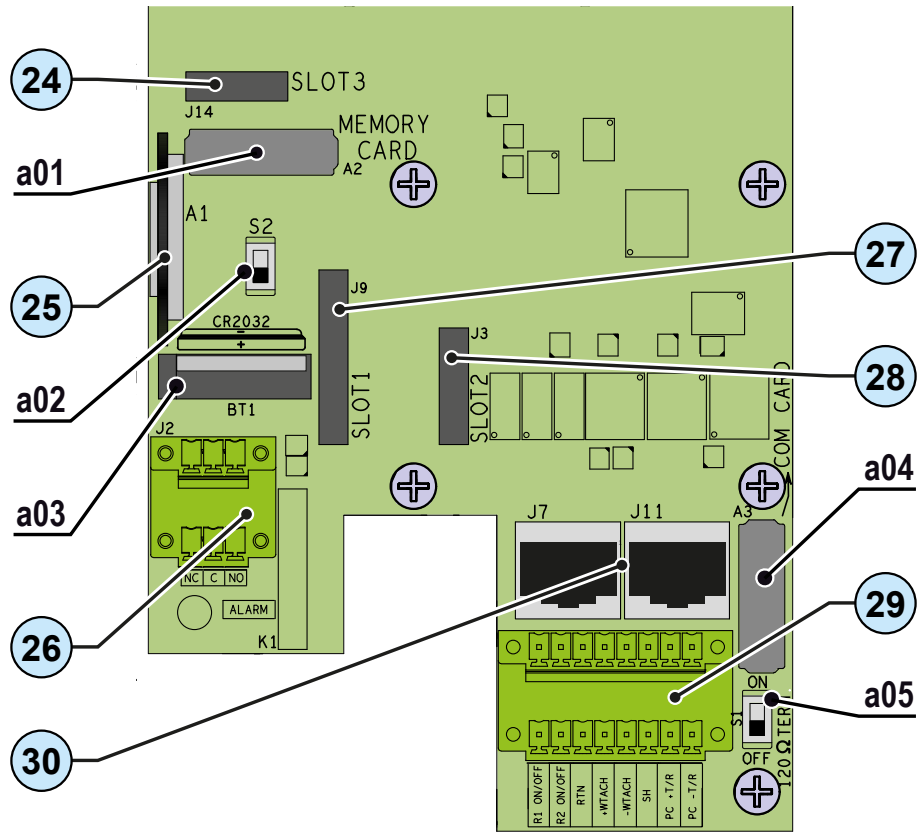 24
SLOT3
J14
MEMORY
CARD
A2
a01
A1
S2
27
25
J9
CR2032
-
+
J3
a02
BT1
SLOT1
SLOT2
28
J2
COM CARD
a03
a04
A3
J7
J11
NC C NO
ALARM
29
26
K1
ON
a05
S1
OFF
120ΩTERM.
30
R1 ON/OFF
R2 ON/OFF
RTN
+WTACH
-WTACH
SH
PC +T/R
PC -T/R